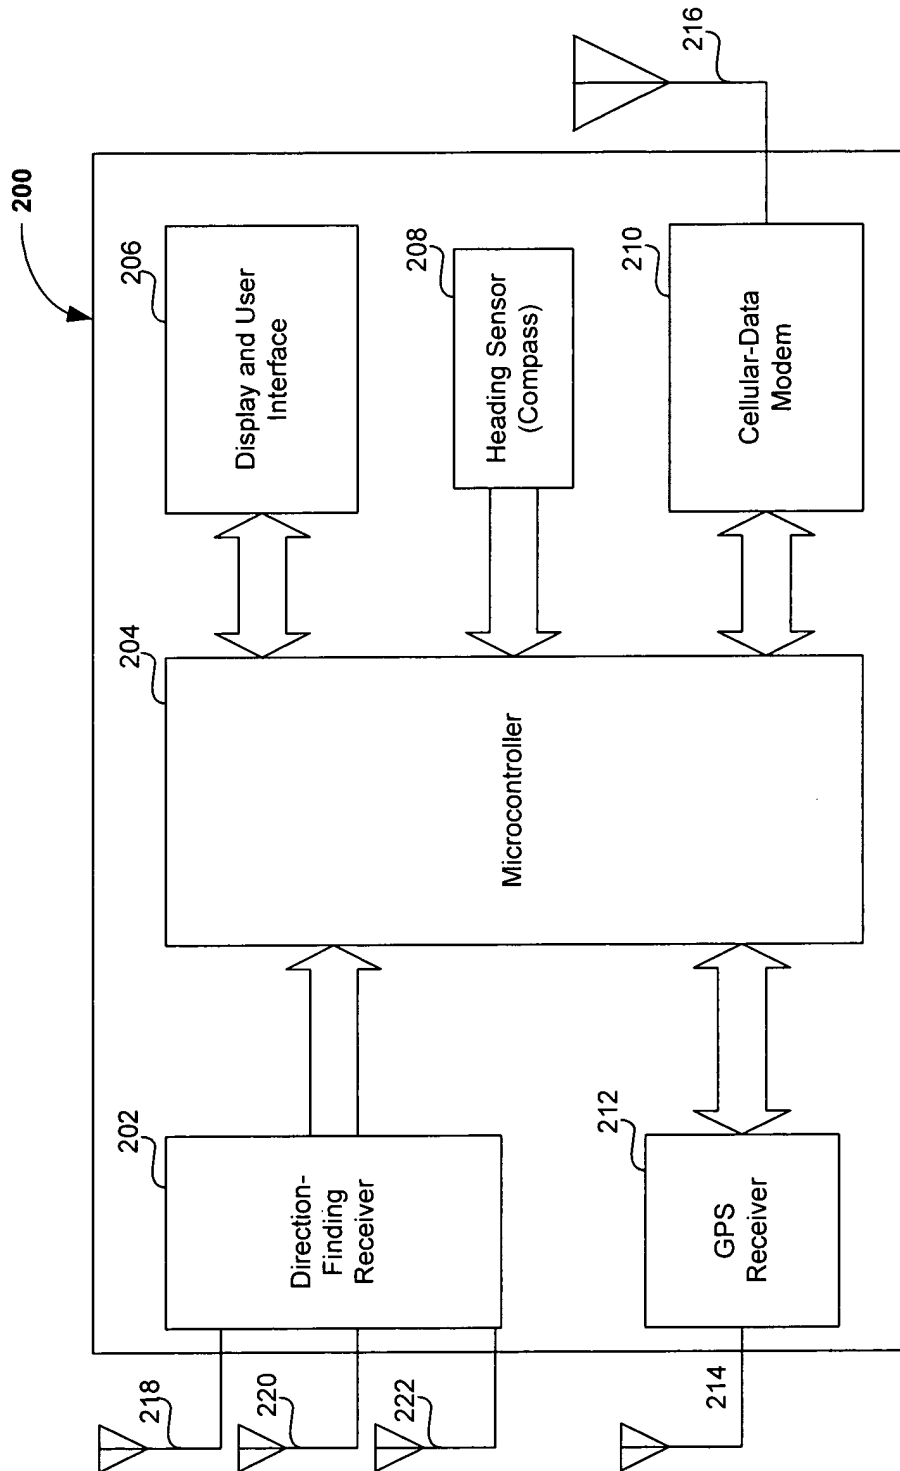 200
218
220
222
202
Direction-
Finding
Receiver
204
Microcontroller
206
Display and User
Interface
208
Heading Sensor
(Compass)
210
Cellular-Data
Modem
216
212
GPS
Receiver
214